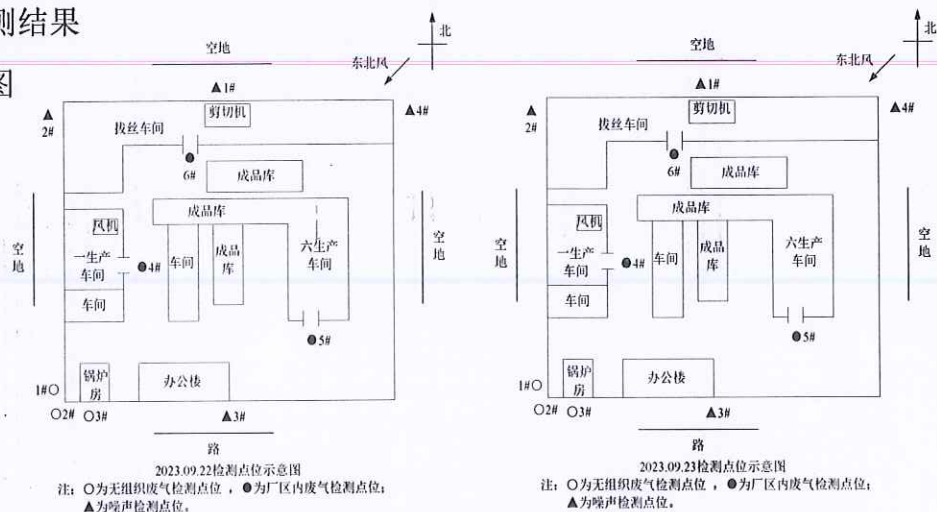 测结果
图
空地
北
东北风
▲1#
▲
2#
▲4#
剪切机
拔丝车间
6#
成品库
成品库
空
地
风机
一生产
车间
●4#
车间
成品
库
六生产
车间
空
地
车间
●5#
1#○
锅炉
房
办公楼
○2# ○3#
▲3#
路
2023.09.22检测点位示意图
注:○为无组织废气检测点位，●为厂区内废气检测点位;
▲为噪声检测点位。
空地
北
东北风
▲1#
▲
2#
▲4#
剪切机
拔丝车间
6#
成品库
成品库
空
地
风机
一生产
车间
●4#
车间
成品
库
六生产
车间
空
地
车间
●5#
1#○
锅炉
房
办公楼
○2# ○3#
▲3#
路
2023.09.23检测点位示意图
注:○为无组织废气检测点位，●为厂区内废气检测点位;
▲为噪声检测点位。